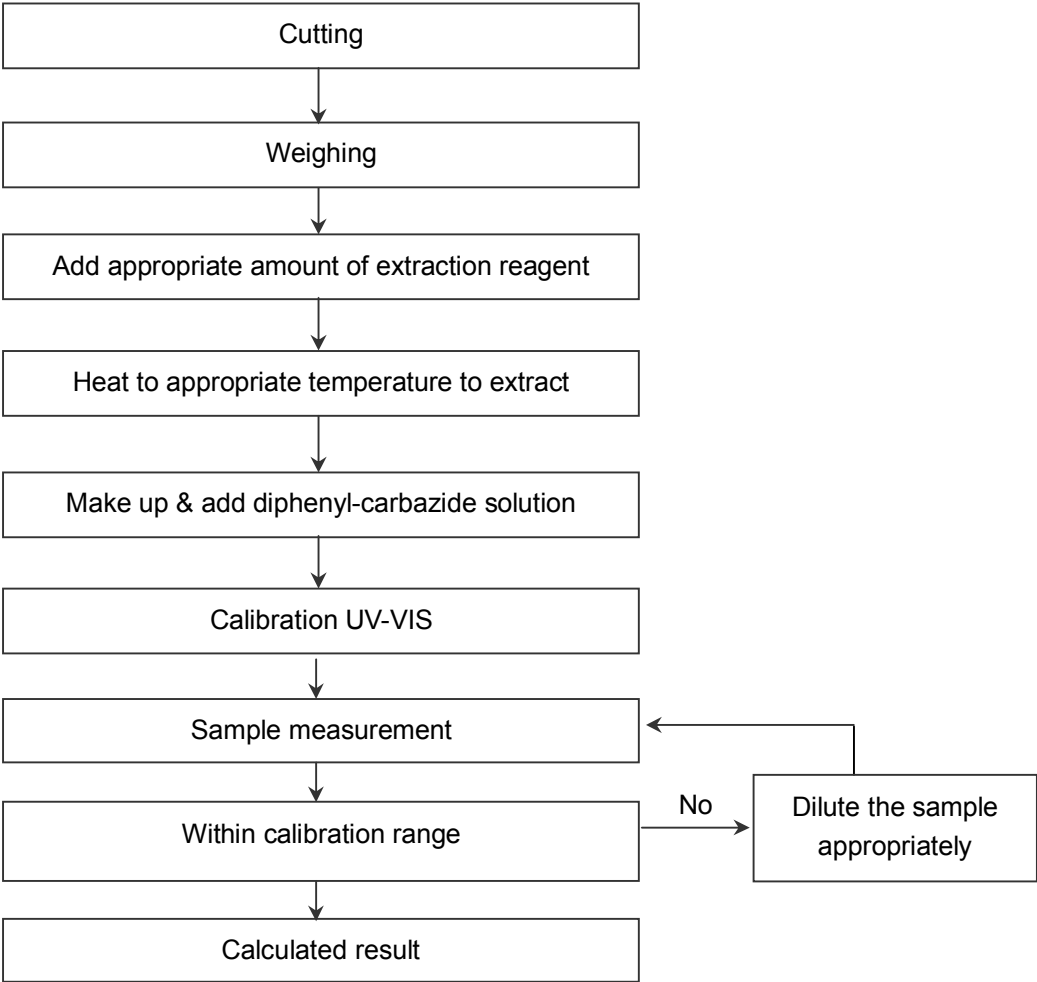 Cutting
Weighing
Add appropriate amount of extraction reagent
Heat to appropriate temperature to extract
Make up & add diphenyl-carbazide solution
Calibration UV-VIS
Sample measurement
Within calibration range
No
Dilute the sample
appropriately
Calculated result